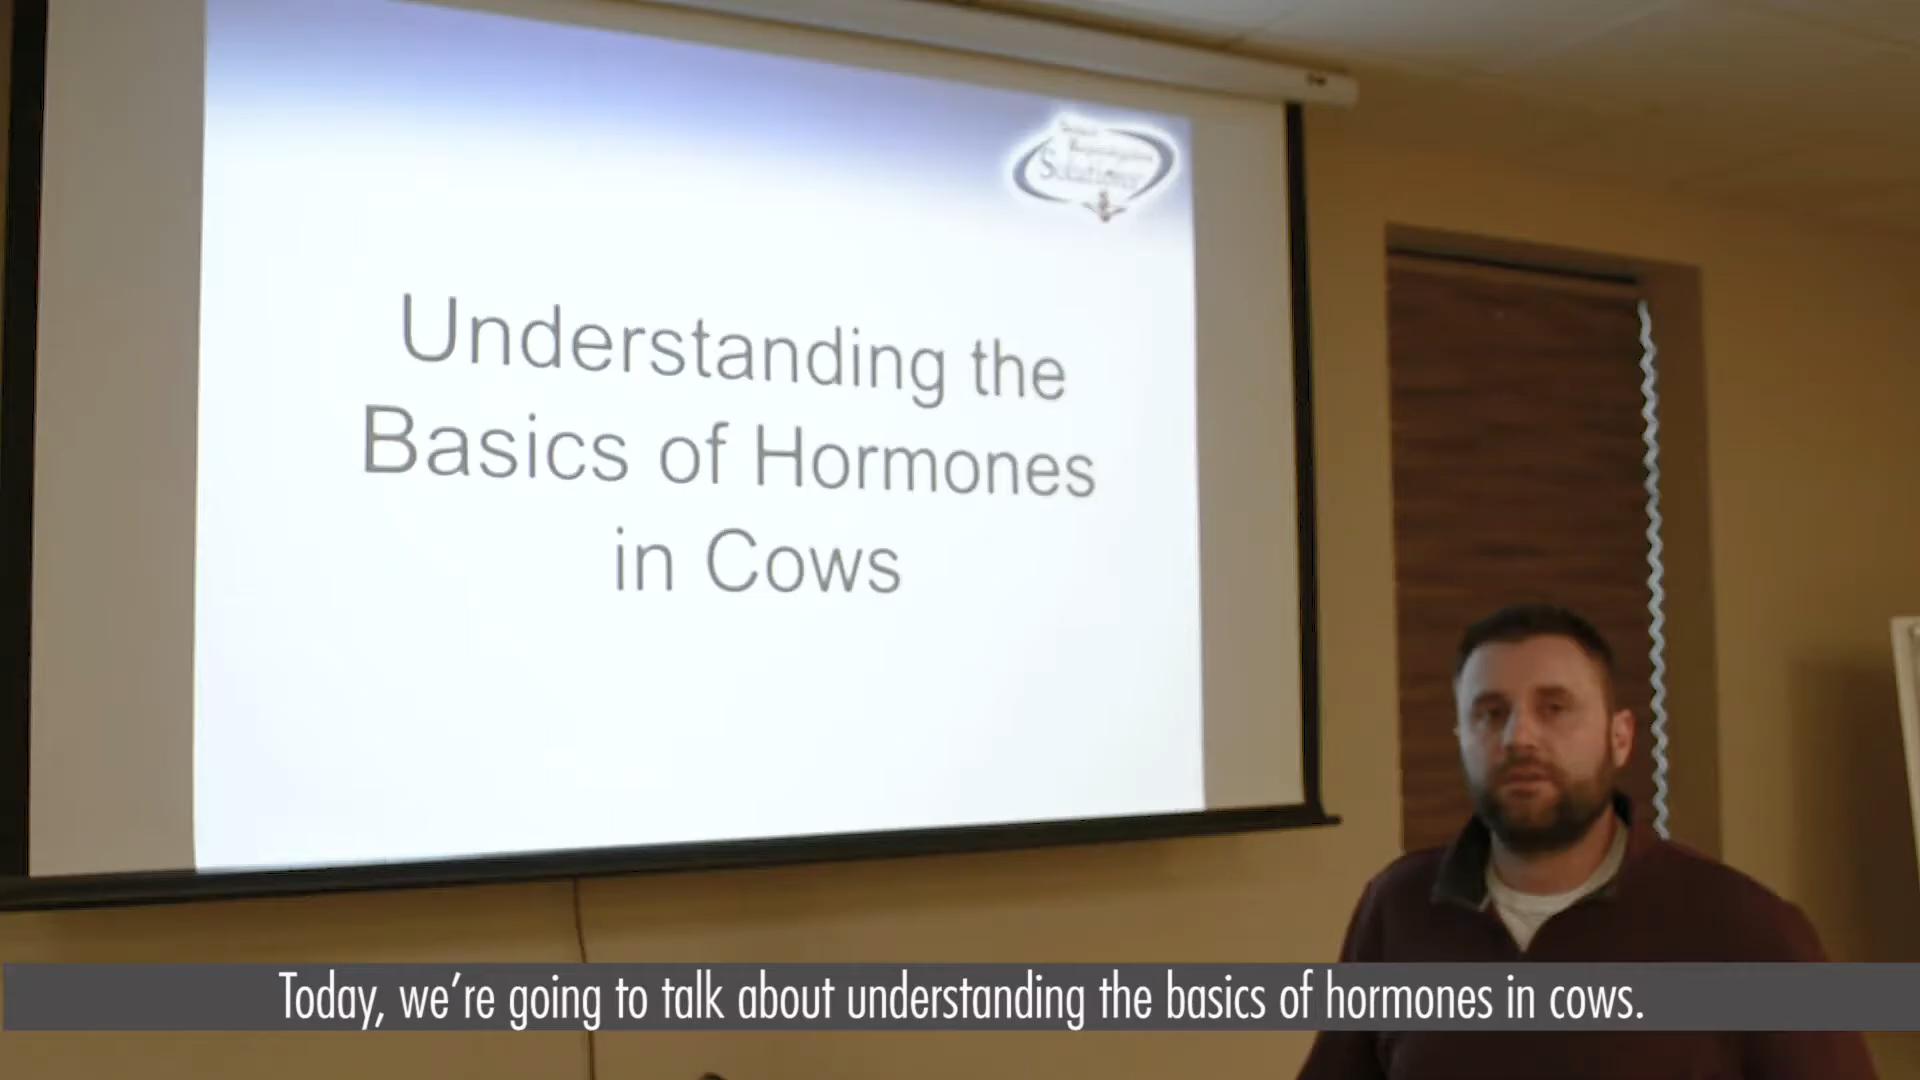 Solutions
Understanding the
Basics of Hormones
in Cows
Today, we’re going to talk about understanding the basics of hormones in cows.